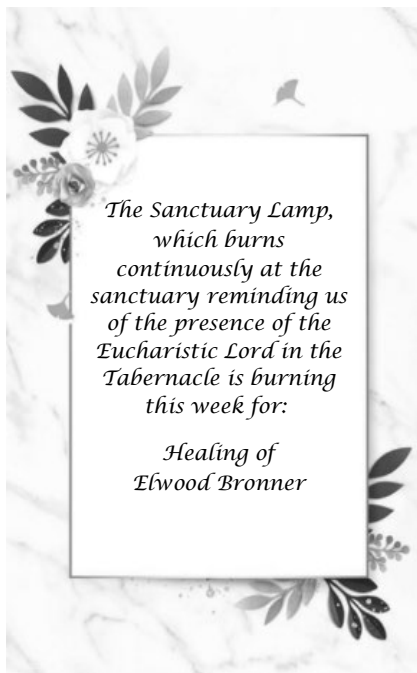 The Sanctuary Lamp,
which burns
continuously at the
sanctuary reminding us
of the presence of the
Eucharistic Lord in the
Tabernacle is burning
this week for:
Healing of
Elwood Bronner